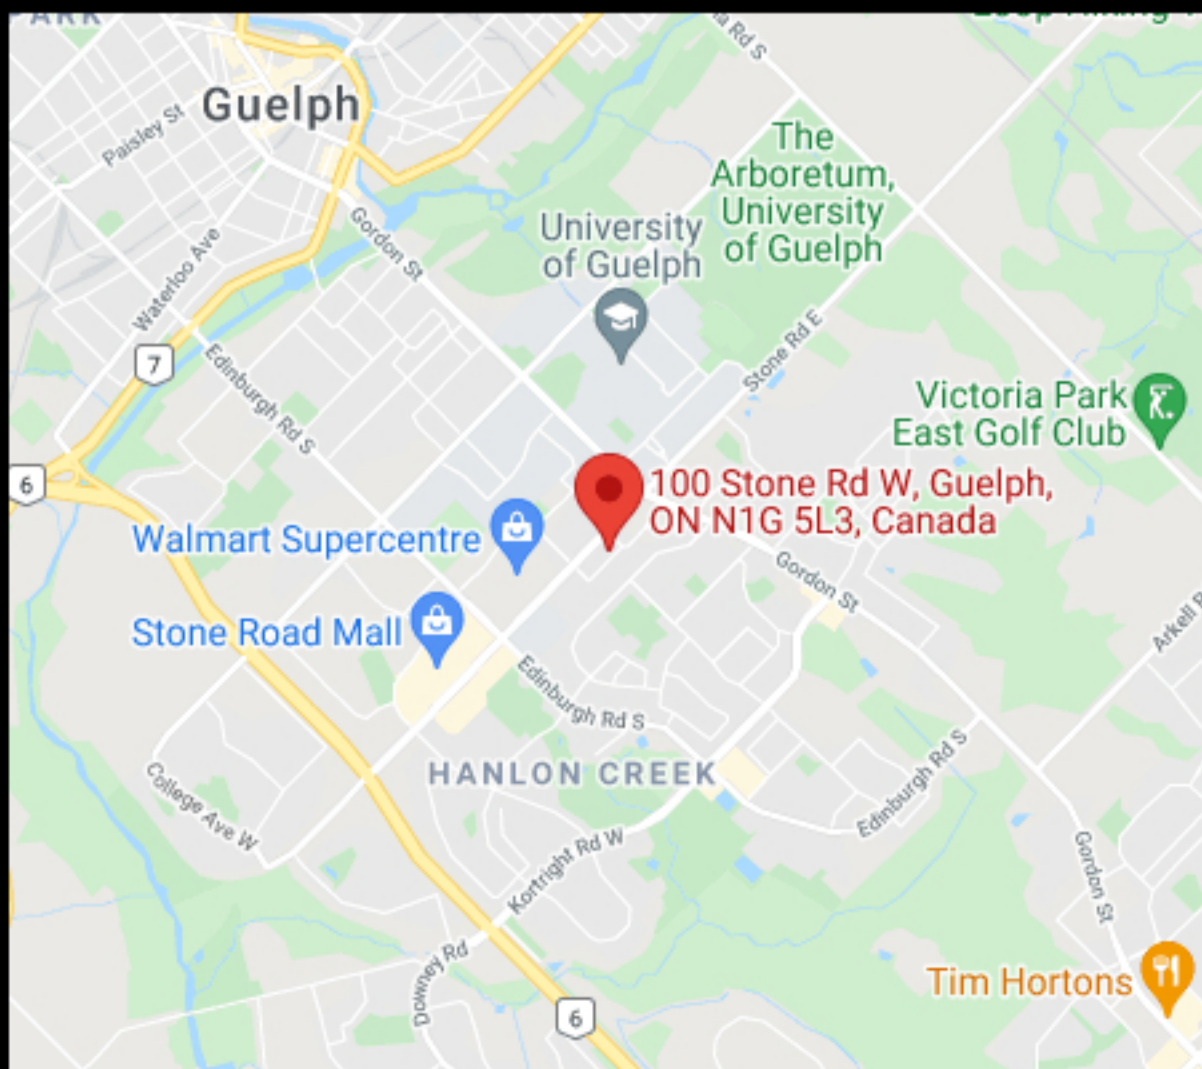 PARK
Guelph
Paisley St
Gordon St
Waterloo Ave
Edinburgh Rd S
7
6
University
of Guelph
The
Arboretum,
University
of Guelph
Stone Rd E
Victoria Park
East Golf Club
100 Stone Rd W, Guelph,
ON N1G 5L3, Canada
Walmart Supercentre
Stone Road Mall
Gordon St
Edinburgh Rd S
HANLON CREEK
College Ave W
Edinburgh Rd S
Kortright Rd W
Gordon St
Downey Rd
Tim Hortons
6
Arkell